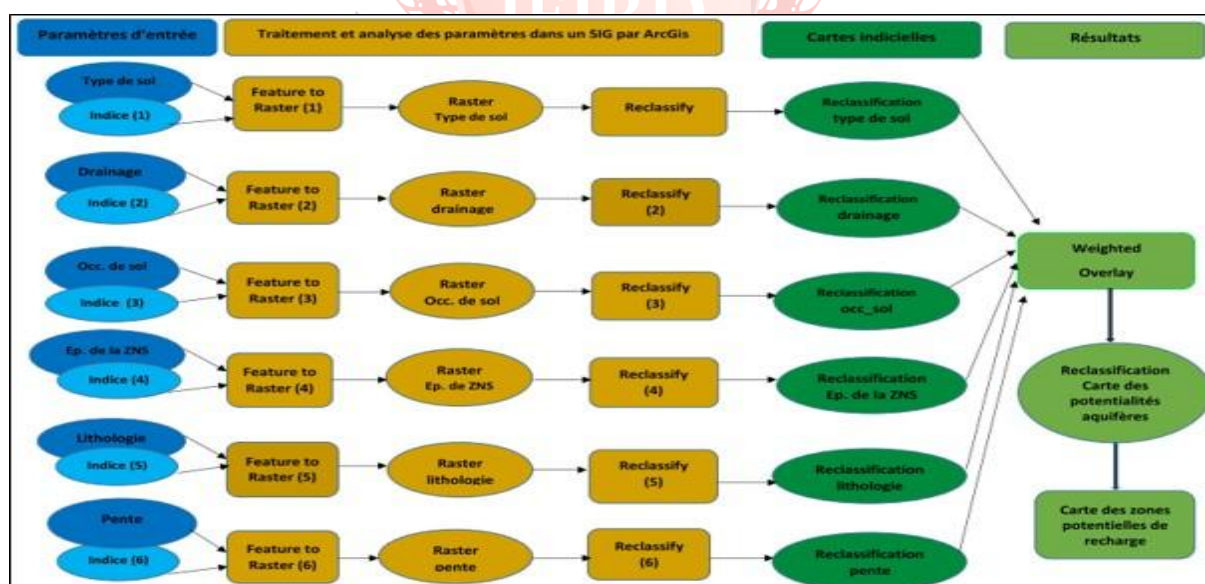 Paramètres d'entrée
Traitement et analyse des paramètres dans un SIG par ArcGis
Cartes indicielles
Résultats
Type de sol
Indice (1)
Feature to
Raster (1)
Raster
Type de sol
Reclassify
Reclassification
type de sol
Drainage
Indice (2)
Feature to
Raster (2)
Raster
drainage
Reclassify
(2)
Reclassification
drainage
Occ. de sol
Indice (3)
Feature to
Raster (3)
Raster
Occ. de sol
Reclassify
(3)
Reclassification
occ_sol
Ep. de la ZNS
Indice (4)
Feature to
Raster (4)
Raster
Ep. de ZNS
Reclassify
(4)
Reclassification
Ep. de la ZNS
Lithologie
Indice (5)
Feature to
Raster (5)
Raster
lithologie
Reclassify
(5)
Reclassification
lithologie
Pente
Indice (6)
Feature to
Raster (6)
Raster
pente
Reclassify
(6)
Reclassification
pente
Weighted
Overlay
Reclassification
Carte des
potentialités
aquifères
Carte des zones
potentielles de
recharge